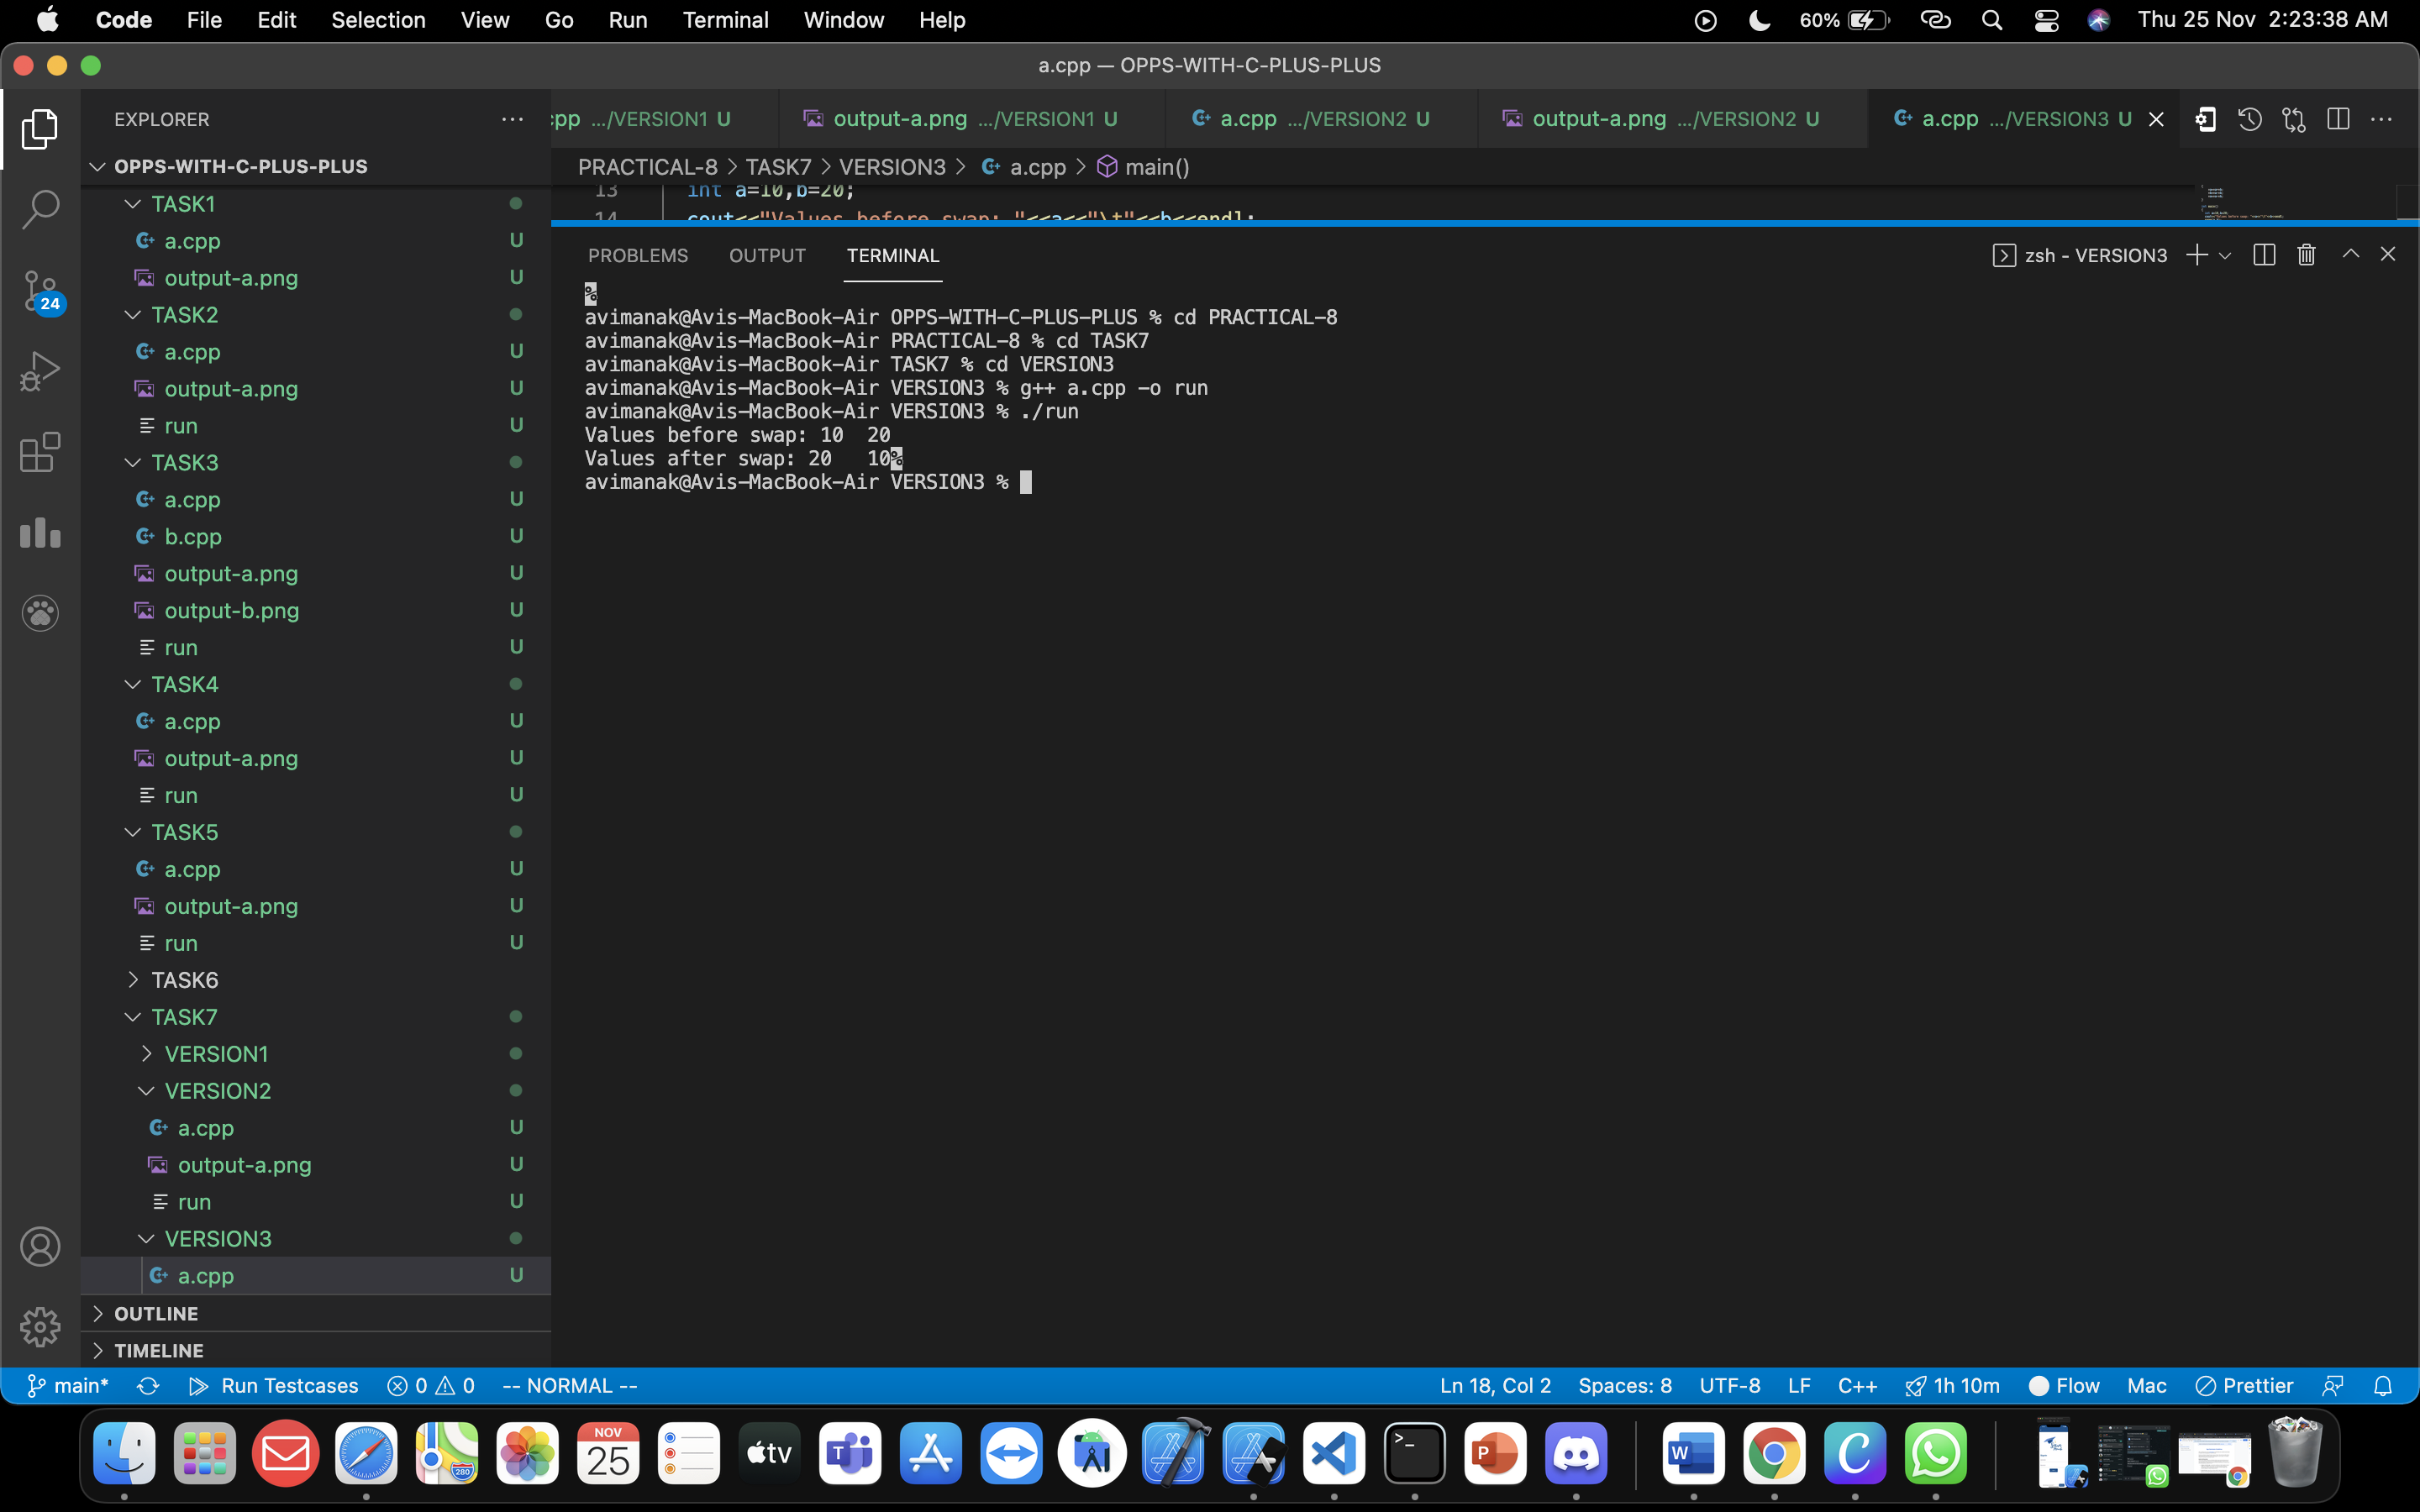 Code File Edit Selection View Go Run Terminal Window Help 60% Thu 25 Nov 2:23:38 AM
a.cpp — OPPS-WITH-C-PLUS-PLUS
EXPLORER
cpp .../VERSION1 U output-a.png .../VERSION1 U a.cpp .../VERSION2 U output-a.png .../VERSION2 U a.cpp .../VERSION3 U
OPPS-WITH-C-PLUS-PLUS
PRACTICAL-8 > TASK7 > VERSION3 > a.cpp > main()
13 int a=10,b=20;
14 cout<<"Values before swap: "<<a<<"\t"<<b<<endl;
PROBLEMS OUTPUT TERMINAL zsh - VERSION3
%
avimanak@Avis-MacBook-Air OPPS-WITH-C-PLUS-PLUS % cd PRACTICAL-8
avimanak@Avis-MacBook-Air PRACTICAL-8 % cd TASK7
avimanak@Avis-MacBook-Air TASK7 % cd VERSION3
avimanak@Avis-MacBook-Air VERSION3 % g++ a.cpp -o run
avimanak@Avis-MacBook-Air VERSION3 % ./run
Values before swap: 10 20
Values after swap: 20 10%
avimanak@Avis-MacBook-Air VERSION3 %
TASK1
a.cpp U
output-a.png U
24
TASK2
a.cpp U
output-a.png U
run U
TASK3
a.cpp U
b.cpp U
output-a.png U
output-b.png U
run U
TASK4
a.cpp U
output-a.png U
run U
TASK5
a.cpp U
output-a.png U
run U
TASK6
TASK7
VERSION1
VERSION2
a.cpp U
output-a.png U
run U
VERSION3
a.cpp U
OUTLINE
TIMELINE
main* Run Testcases 0 0 -- NORMAL -- Ln 18, Col 2 Spaces: 8 UTF-8 LF C++ 1h 10m Flow Mac Prettier
NOV
25
280
tv
T
>_
P
W
C